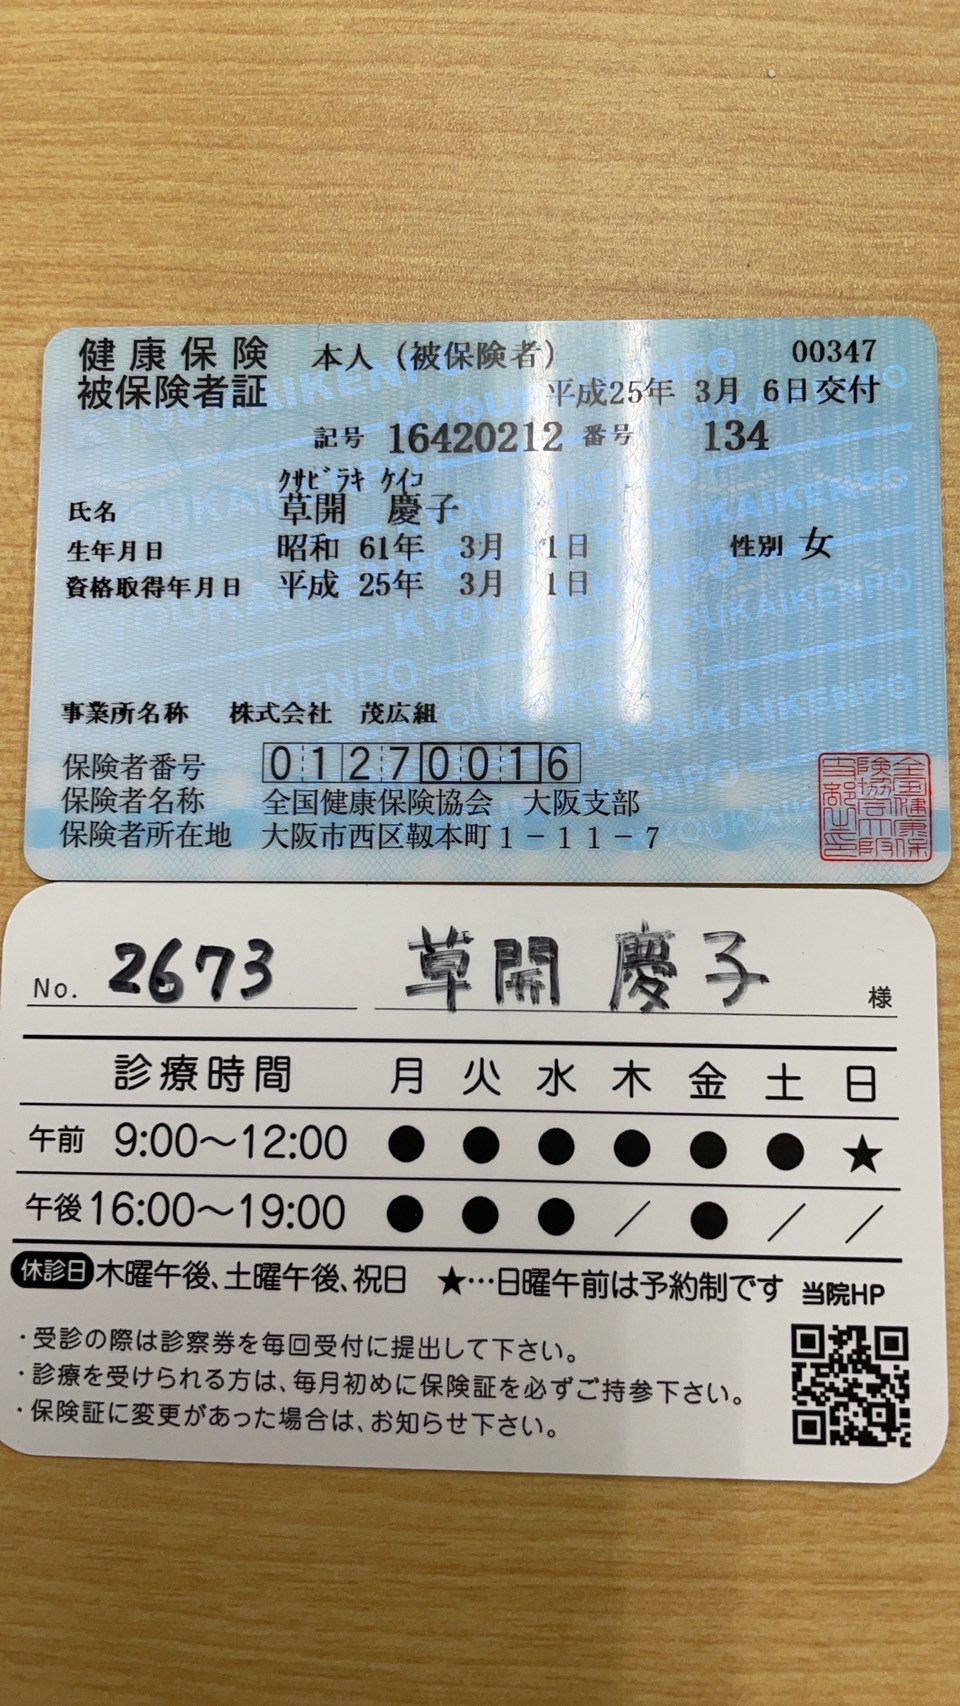 健康保険 本人（被保険者） 00347
被保険者証 平成25年 3月 6日交付
記号 16420212 番号 134
ｸｻﾋﾞﾗｷ ｹｲｺ
氏名 草開 慶子
生年月日 昭和 61年 3月 1日 性別 女
資格取得年月日 平成 25年 3月 1日
事業所名称 株式会社 茂広組
保険者番号 01270016
保険者名称 全国健康保険協会 大阪支部
保険者所在地 大阪市西区靱本町１－１１－７
No. 2673 草開 慶子 様
診療時間 月 火 水 木 金 土 日
午前 9:00〜12:00 ● ● ● ● ● ● ★
午後 16:00〜19:00 ● ● ● ／ ● ／ ／
休診日 木曜午後、土曜午後、祝日 ★…日曜午前は予約制です 当院HP
・受診の際は診察券を毎回受付に提出して下さい。
・診療を受けられる方は、毎月初めに保険証を必ずご持参下さい。
・保険証に変更があった場合は、お知らせ下さい。